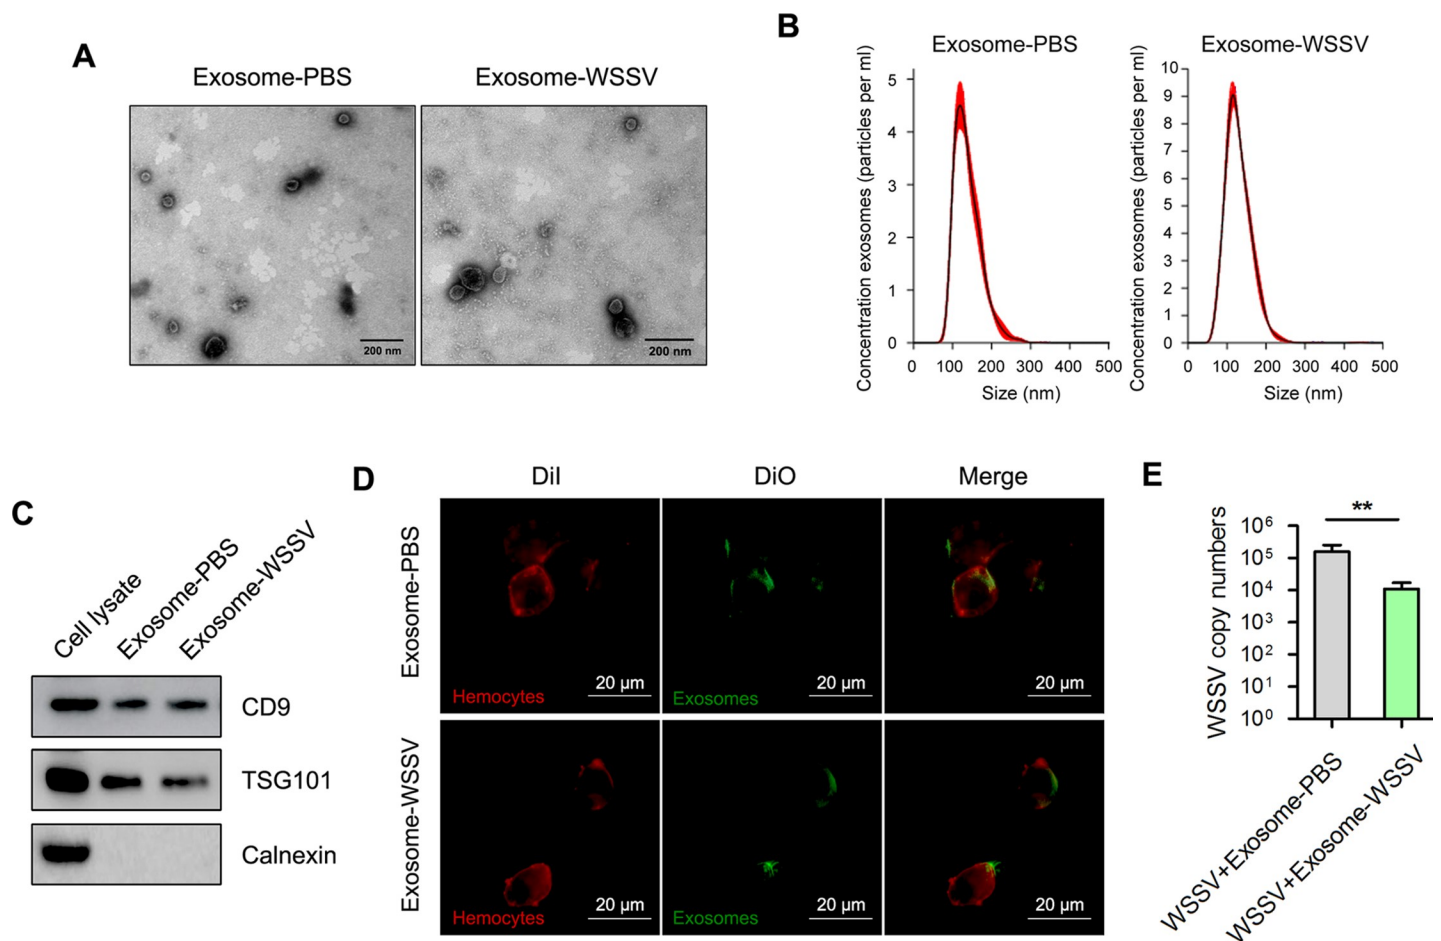 A
Exosome-PBS
Exosome-WSSV
200 nm
200 nm
B
Exosome-PBS
Concentration exosomes (particles per ml)
5
4
3
2
1
0
0 100 200 300 400 500
Size (nm)
Exosome-WSSV
Concentration exosomes (particles per ml)
10
9
8
7
6
5
4
3
2
1
0
0 100 200 300 400 500
Size (nm)
C
Cell lysate
Exosome-PBS
Exosome-WSSV
CD9
TSG101
Calnexin
D
DiI
DiO
Merge
Exosome-PBS
Hemocytes
20 µm
Exosomes
20 µm
20 µm
Exosome-WSSV
Hemocytes
20 µm
Exosomes
20 µm
20 µm
E
WSSV copy numbers
10⁶
10⁵
10⁴
10³
10²
10¹
10⁰
**
WSSV+Exosome-PBS
WSSV+Exosome-WSSV